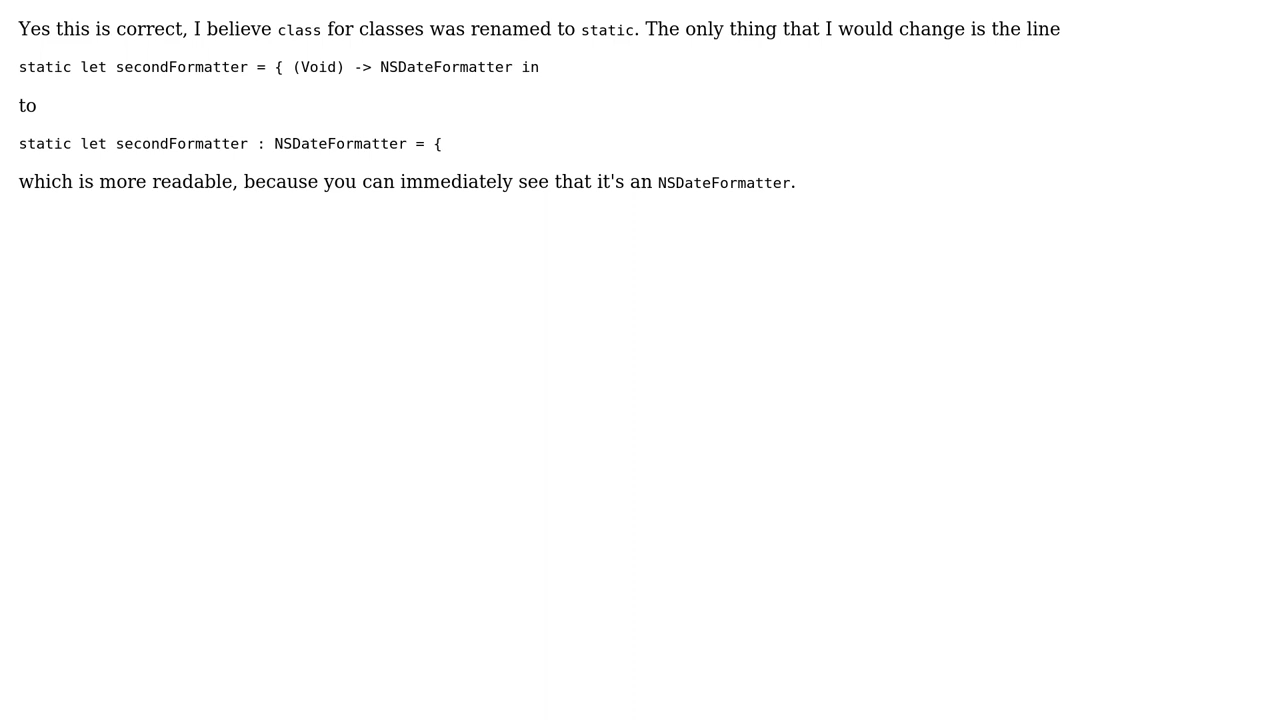 Yes this is correct, I believe class for classes was renamed to static. The only thing that I would change is the line
static let secondFormatter = { (Void) -> NSDateFormatter in
to
static let secondFormatter : NSDateFormatter = {
which is more readable, because you can immediately see that it's an NSDateFormatter.